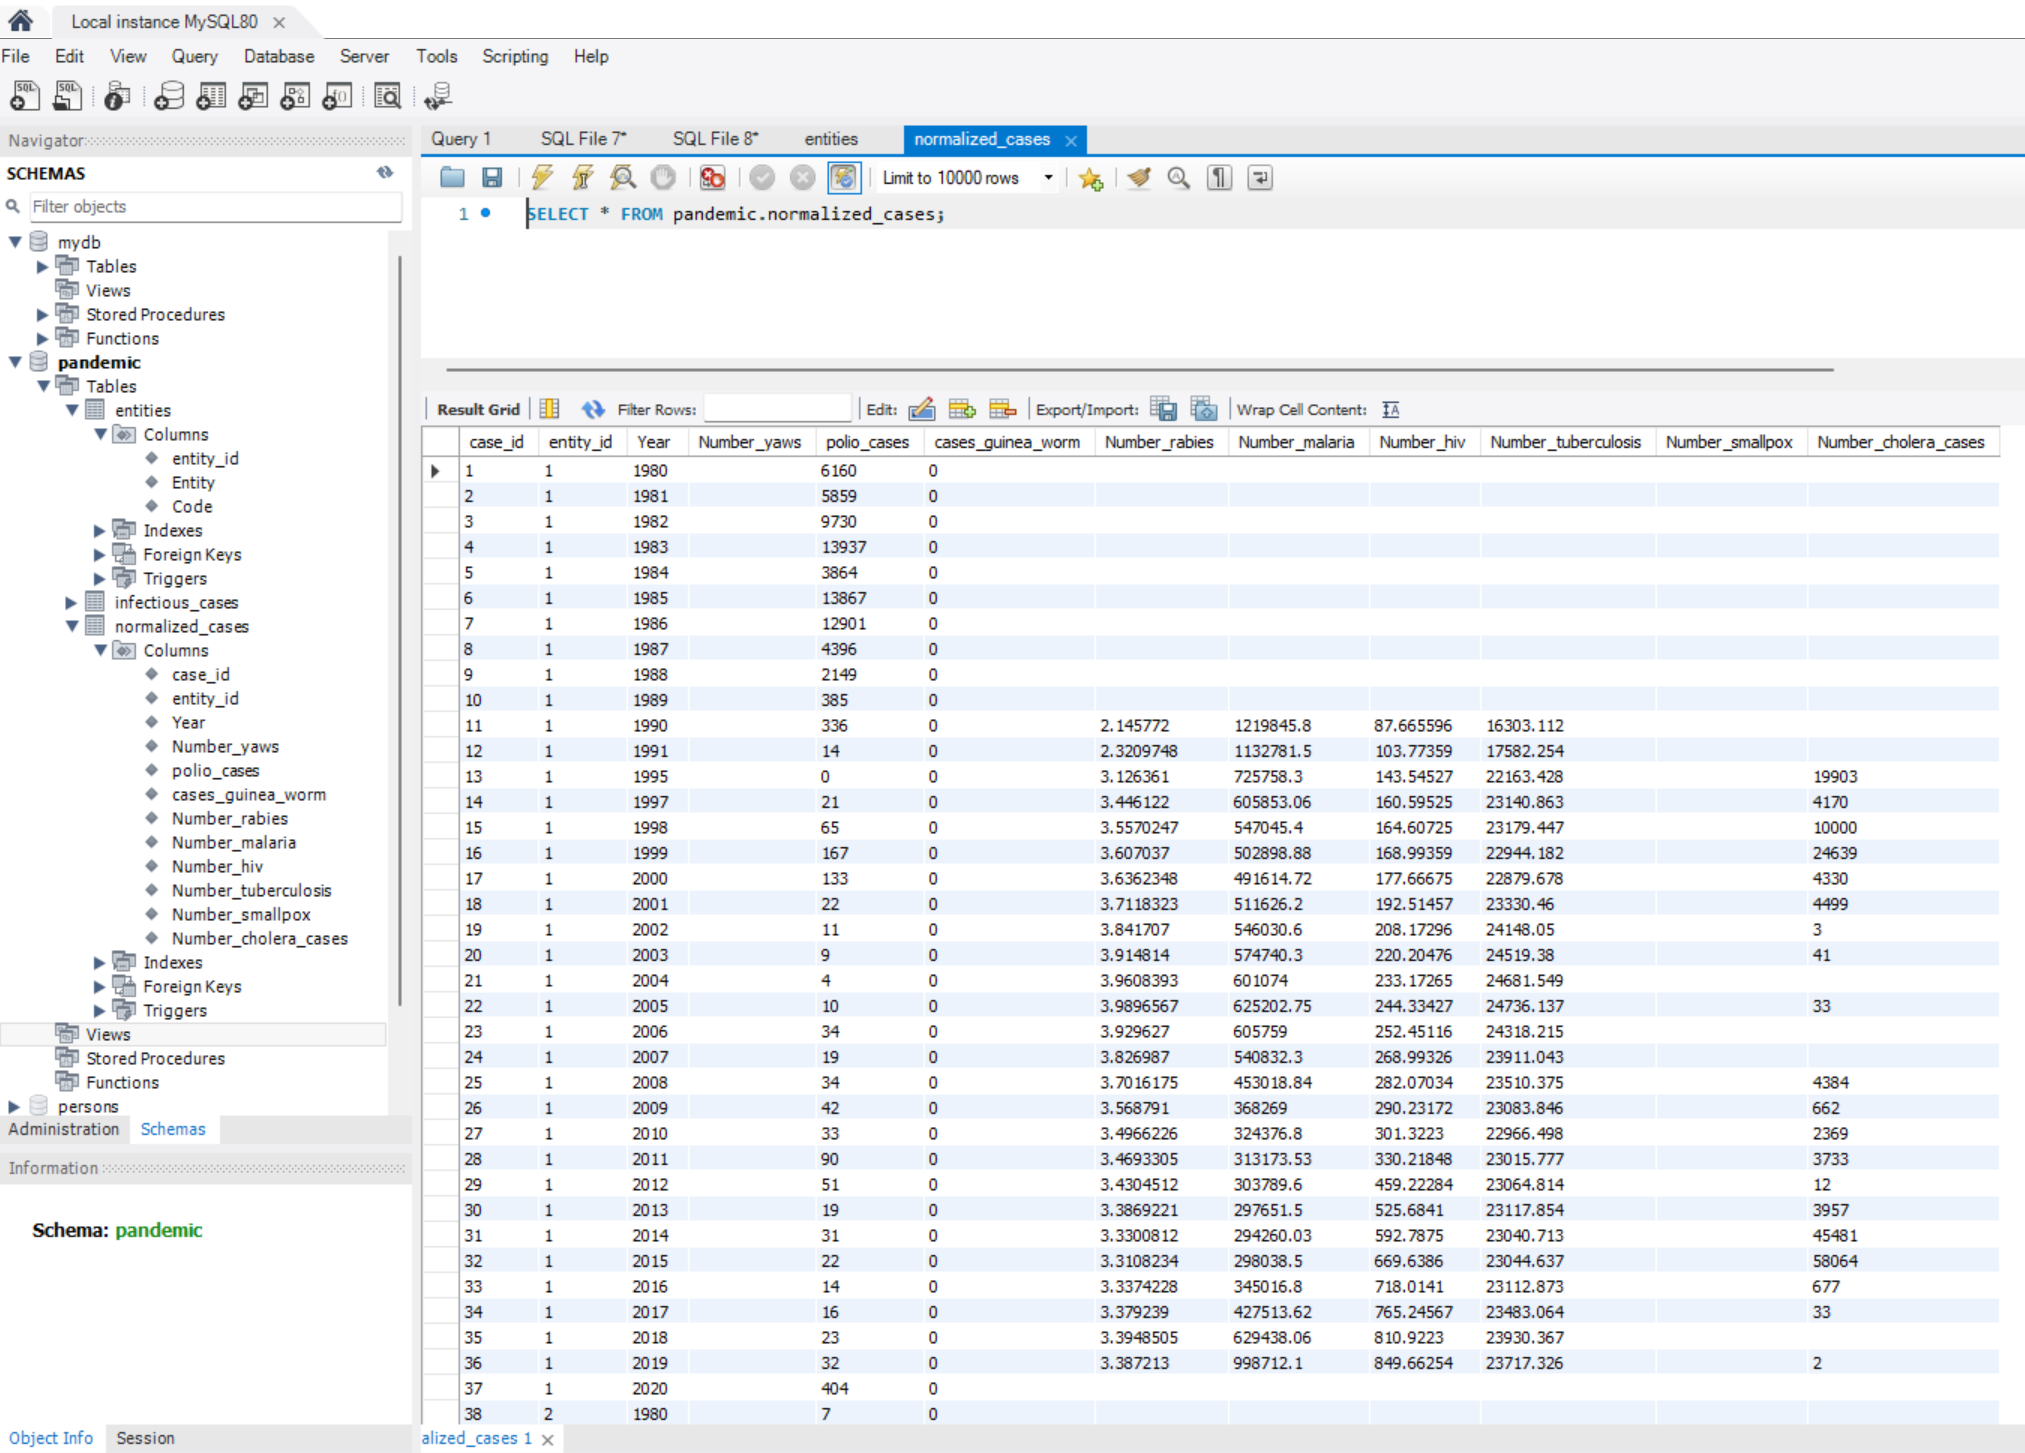 Local instance MySQL80
File Edit View Query Database Server Tools Scripting Help
Navigator
SCHEMAS
Filter objects
mydb
Tables
Views
Stored Procedures
Functions
pandemic
Tables
entities
Columns
entity_id
Entity
Code
Indexes
Foreign Keys
Triggers
infectious_cases
normalized_cases
Columns
case_id
entity_id
Year
Number_yaws
polio_cases
cases_guinea_worm
Number_rabies
Number_malaria
Number_hiv
Number_tuberculosis
Number_smallpox
Number_cholera_cases
Indexes
Foreign Keys
Triggers
Views
Stored Procedures
Functions
persons
Administration Schemas
Information
Schema: pandemic
Object Info Session
Query 1 SQL File 7* SQL File 8* entities normalized_cases
Limit to 10000 rows
1 SELECT * FROM pandemic.normalized_cases;
Result Grid Filter Rows: Edit: Export/Import: Wrap Cell Content:
case_id entity_id Year Number_yaws polio_cases cases_guinea_worm Number_rabies Number_malaria Number_hiv Number_tuberculosis Number_smallpox Number_cholera_cases
1 1 1980 6160 0
2 1 1981 5859 0
3 1 1982 9730 0
4 1 1983 13937 0
5 1 1984 3864 0
6 1 1985 13867 0
7 1 1986 12901 0
8 1 1987 4396 0
9 1 1988 2149 0
10 1 1989 385 0
11 1 1990 336 0 2.145772 1219845.8 87.665596 16303.112
12 1 1991 14 0 2.3209748 1132781.5 103.77359 17582.254
13 1 1995 0 0 3.126361 725758.3 143.54527 22163.428 19903
14 1 1997 21 0 3.446122 605853.06 160.59525 23140.863 4170
15 1 1998 65 0 3.5570247 547045.4 164.60725 23179.447 10000
16 1 1999 167 0 3.607037 502898.88 168.99359 22944.182 24639
17 1 2000 133 0 3.6362348 491614.72 177.66675 22879.678 4330
18 1 2001 22 0 3.7118323 511626.2 192.51457 23330.46 4499
19 1 2002 11 0 3.841707 546030.6 208.17296 24148.05 3
20 1 2003 9 0 3.914814 574740.3 220.20476 24519.38 41
21 1 2004 4 0 3.9608393 601074 233.17265 24681.549
22 1 2005 10 0 3.9896567 625202.75 244.33427 24736.137 33
23 1 2006 34 0 3.929627 605759 252.45116 24318.215
24 1 2007 19 0 3.826987 540832.3 268.99326 23911.043
25 1 2008 34 0 3.7016175 453018.84 282.07034 23510.375 4384
26 1 2009 42 0 3.568791 368269 290.23172 23083.846 662
27 1 2010 33 0 3.4966226 324376.8 301.3223 22966.498 2369
28 1 2011 90 0 3.4693305 313173.53 330.21848 23015.777 3733
29 1 2012 51 0 3.4304512 303789.6 459.22284 23064.814 12
30 1 2013 19 0 3.3869221 297651.5 525.6841 23117.854 3957
31 1 2014 31 0 3.3300812 294260.03 592.7875 23040.713 45481
32 1 2015 22 0 3.3108234 298038.5 669.6386 23044.637 58064
33 1 2016 14 0 3.3374228 345016.8 718.0141 23112.873 677
34 1 2017 16 0 3.379239 427513.62 765.24567 23483.064 33
35 1 2018 23 0 3.3948505 629438.06 810.9223 23930.367
36 1 2019 32 0 3.387213 998712.1 849.66254 23717.326 2
37 1 2020 404 0
38 2 1980 7 0
alized_cases 1